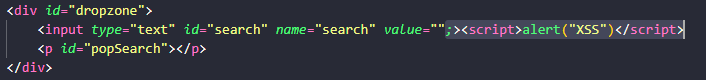 <div id="dropzone">
<input type="text" id="search" name="search" value="";><script>alert("XSS")</script>
<p id="popSearch"></p>
</div>